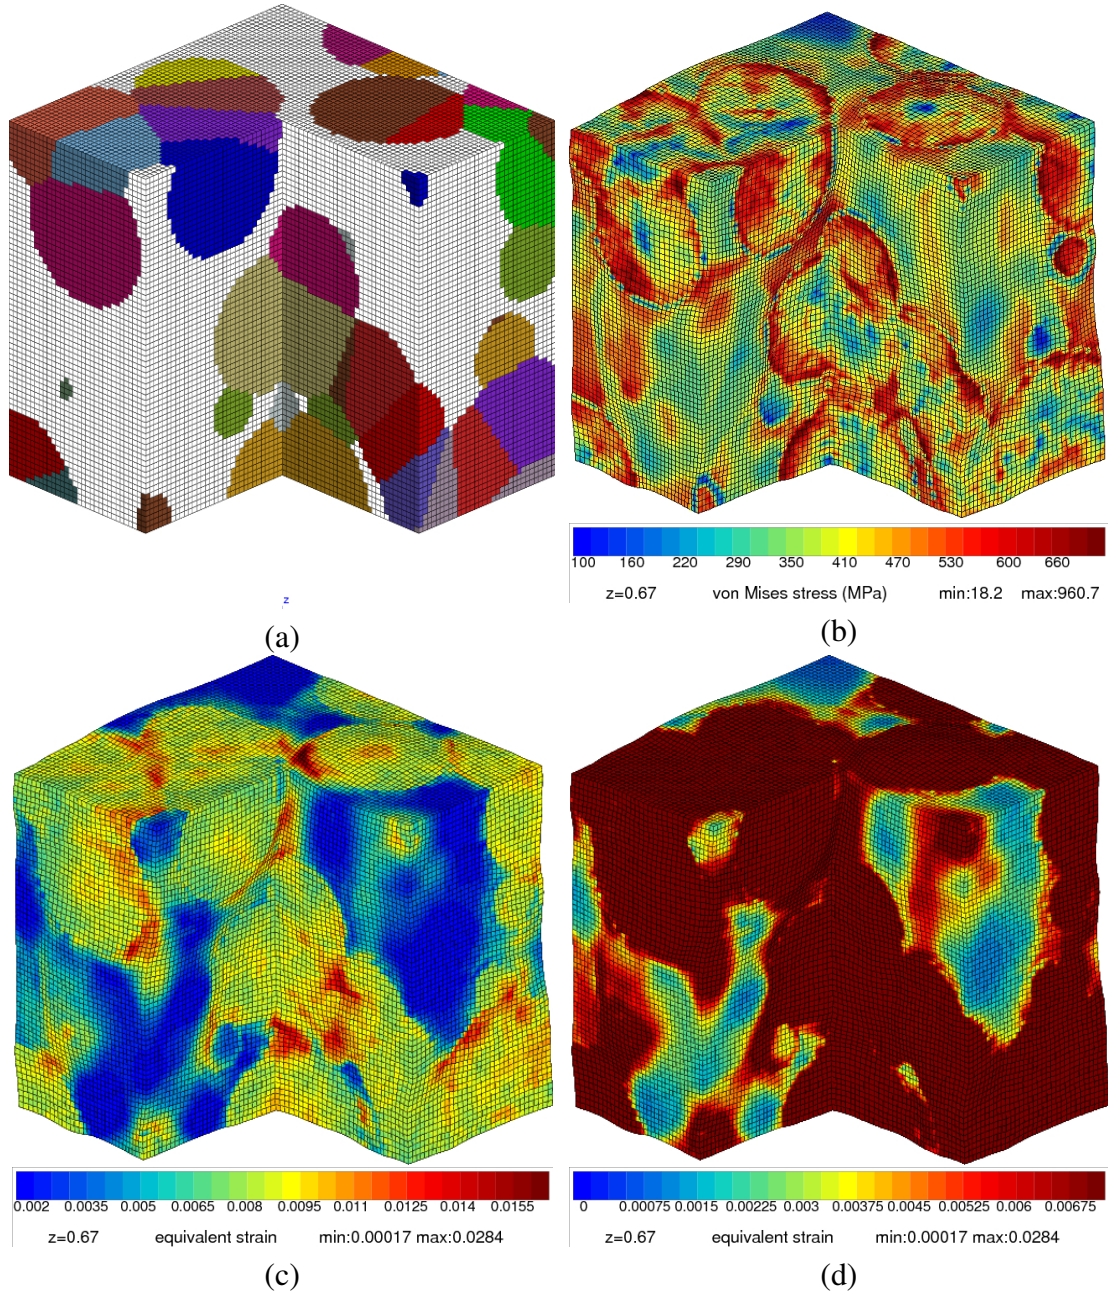 z
(a)
100 160 220 290 350 410 470 530 600 660
z=0.67 von Mises stress (MPa) min:18.2 max:960.7
(b)
0.002 0.0035 0.005 0.0065 0.008 0.0095 0.011 0.0125 0.014 0.0155
z=0.67 equivalent strain min:0.00017 max:0.0284
(c)
0 0.00075 0.0015 0.00225 0.003 0.00375 0.0045 0.00525 0.006 0.00675
z=0.67 equivalent strain min:0.00017 max:0.0284
(d)